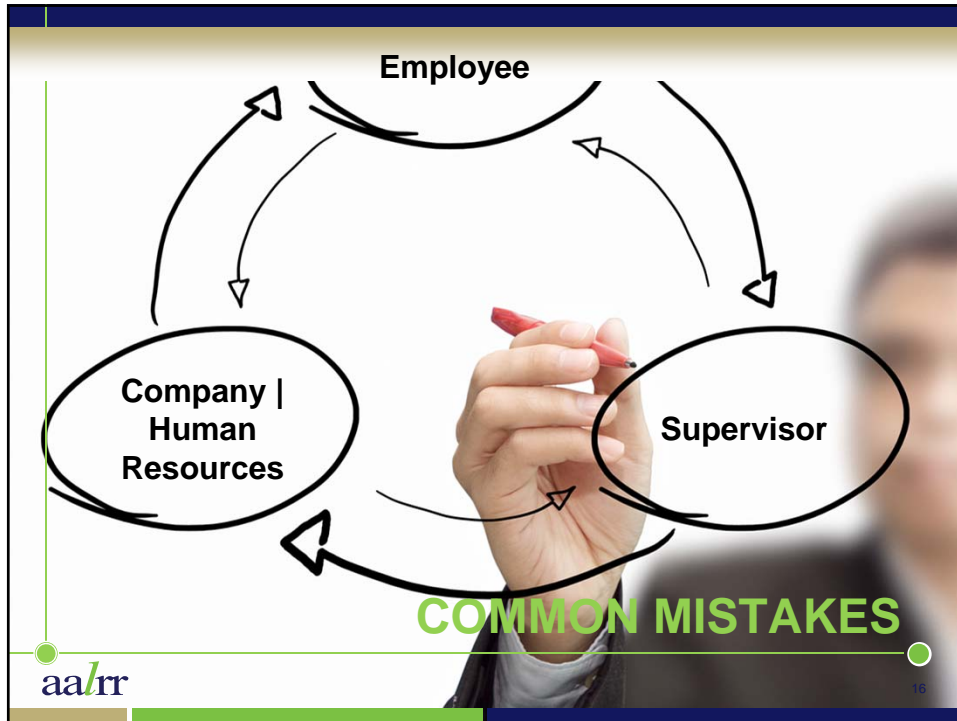 Employee
Company |
Human
Resources
Supervisor
COMMON MISTAKES
aalrr
16